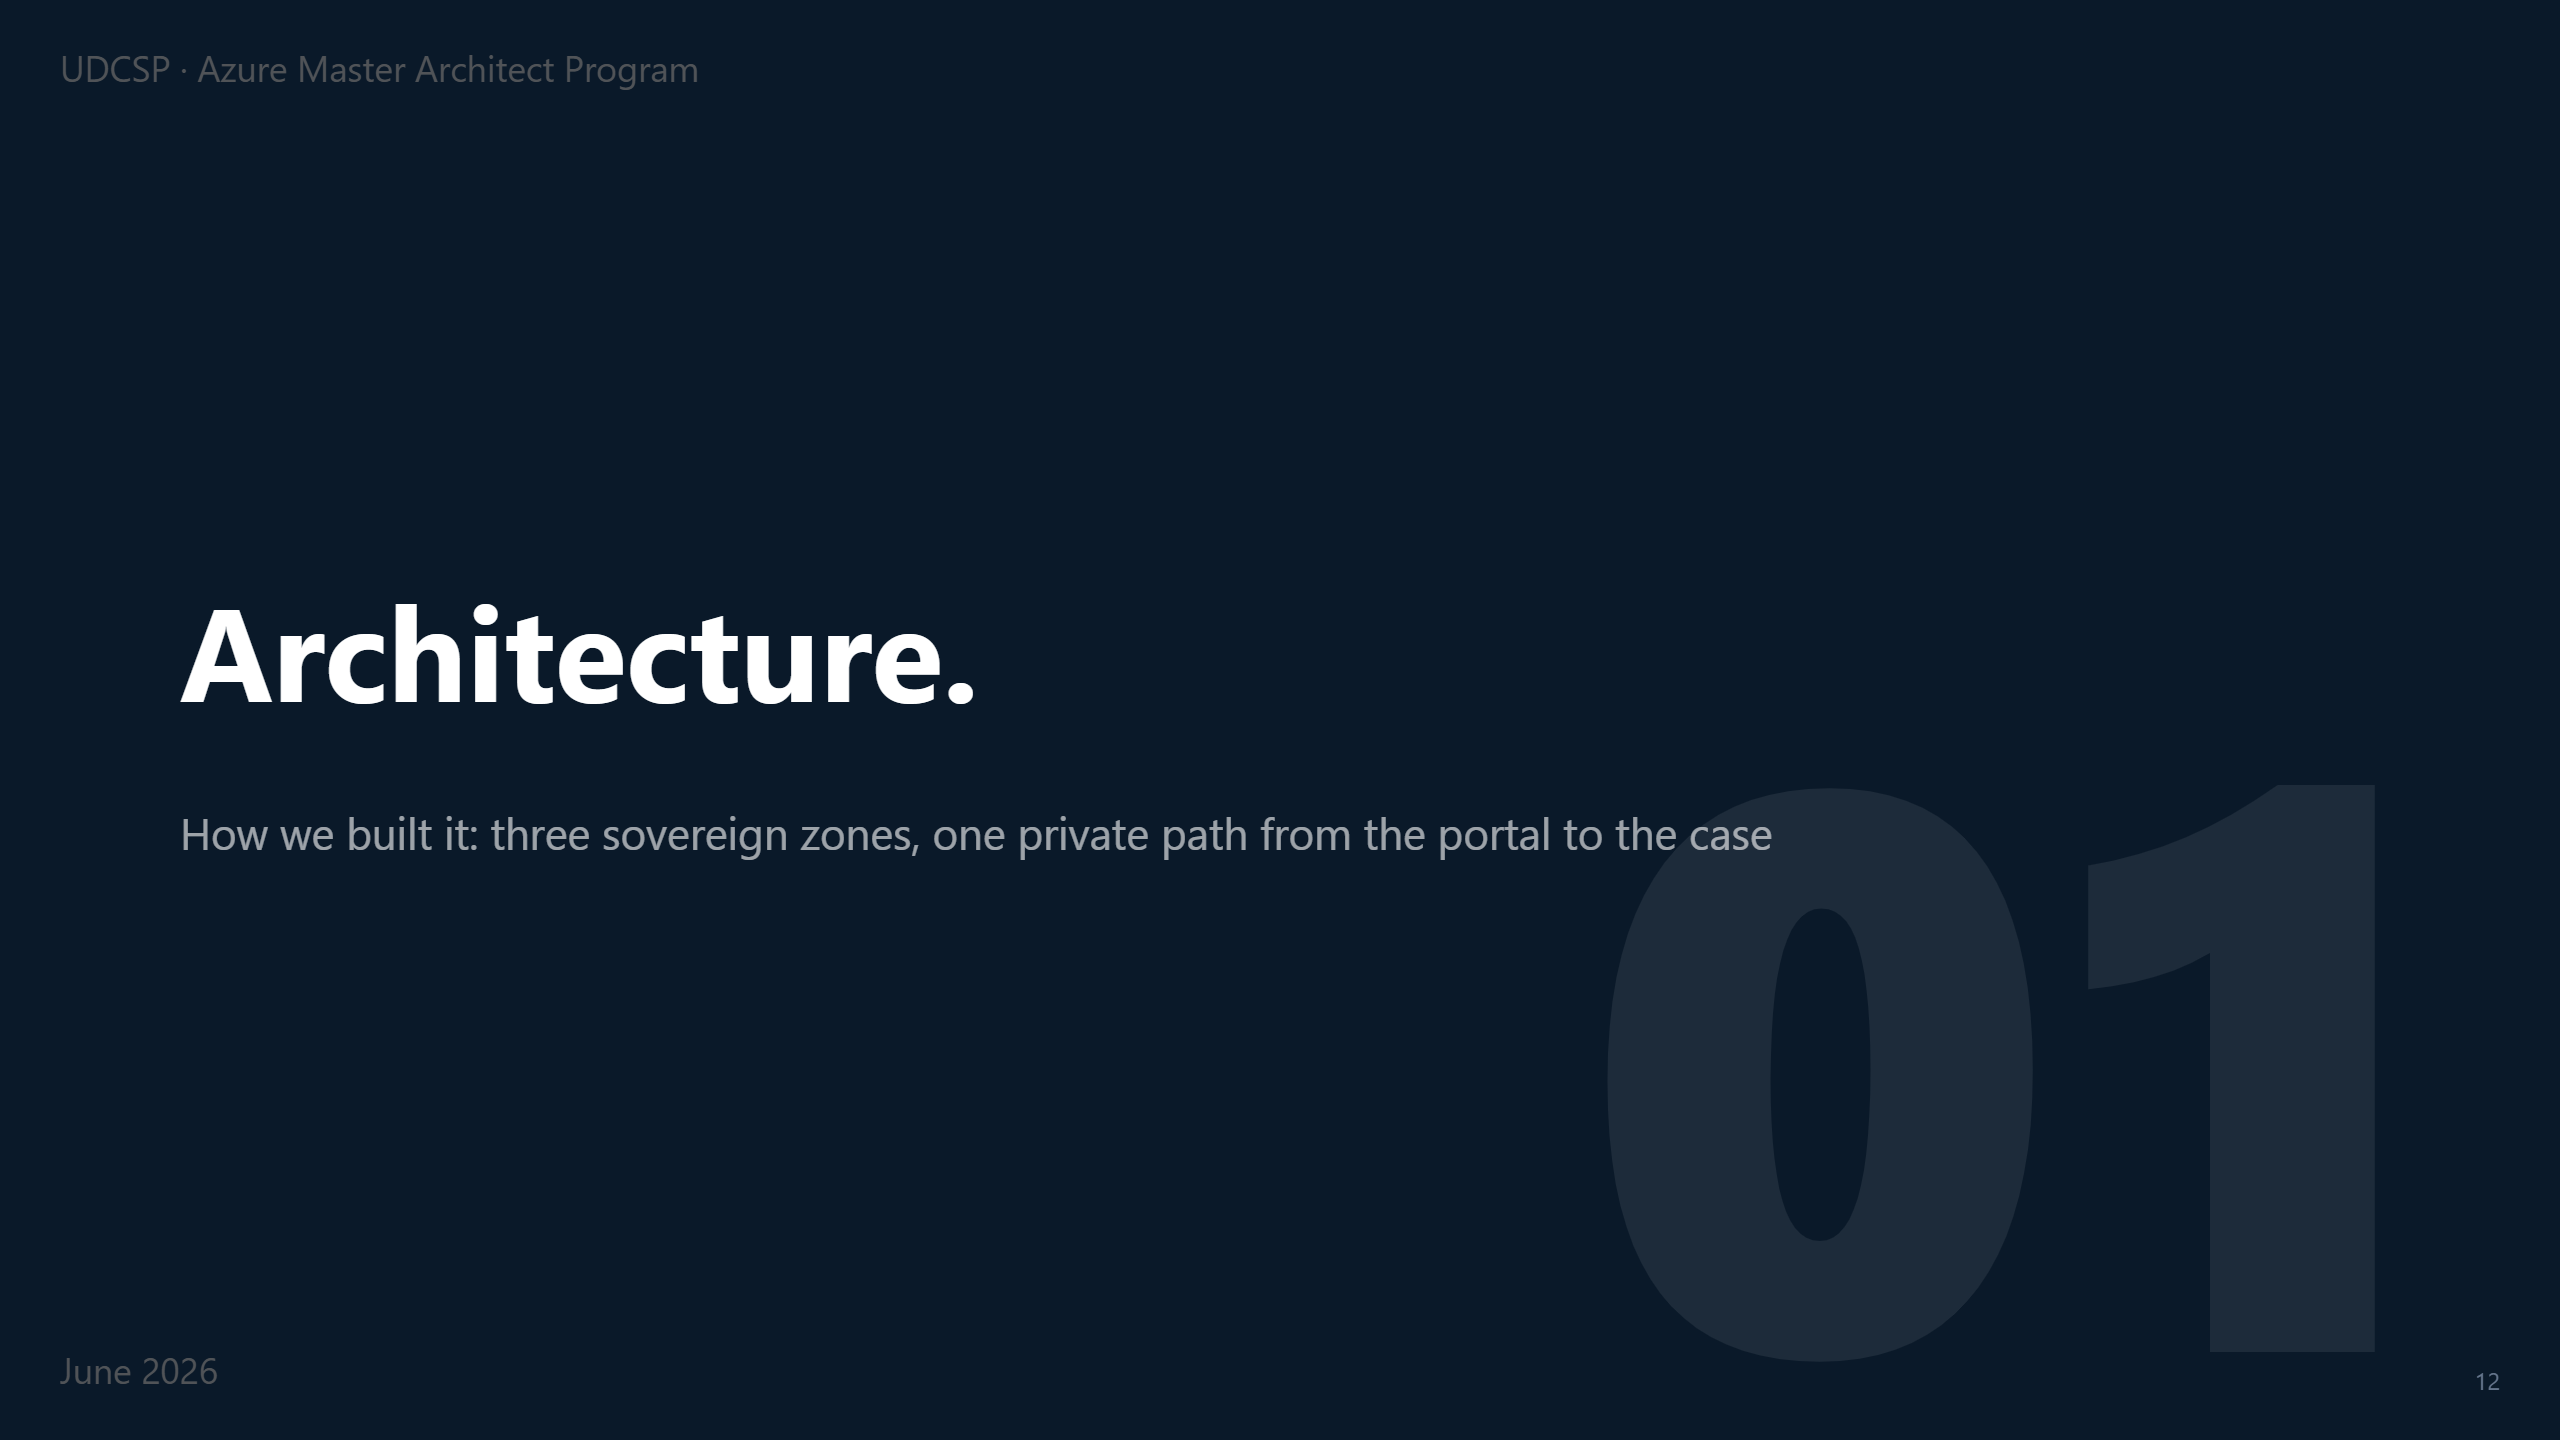 UDCSP · Azure Master Architect Program
Architecture.
How we built it: three sovereign zones, one private path from the portal to the case
01
June 2026
12